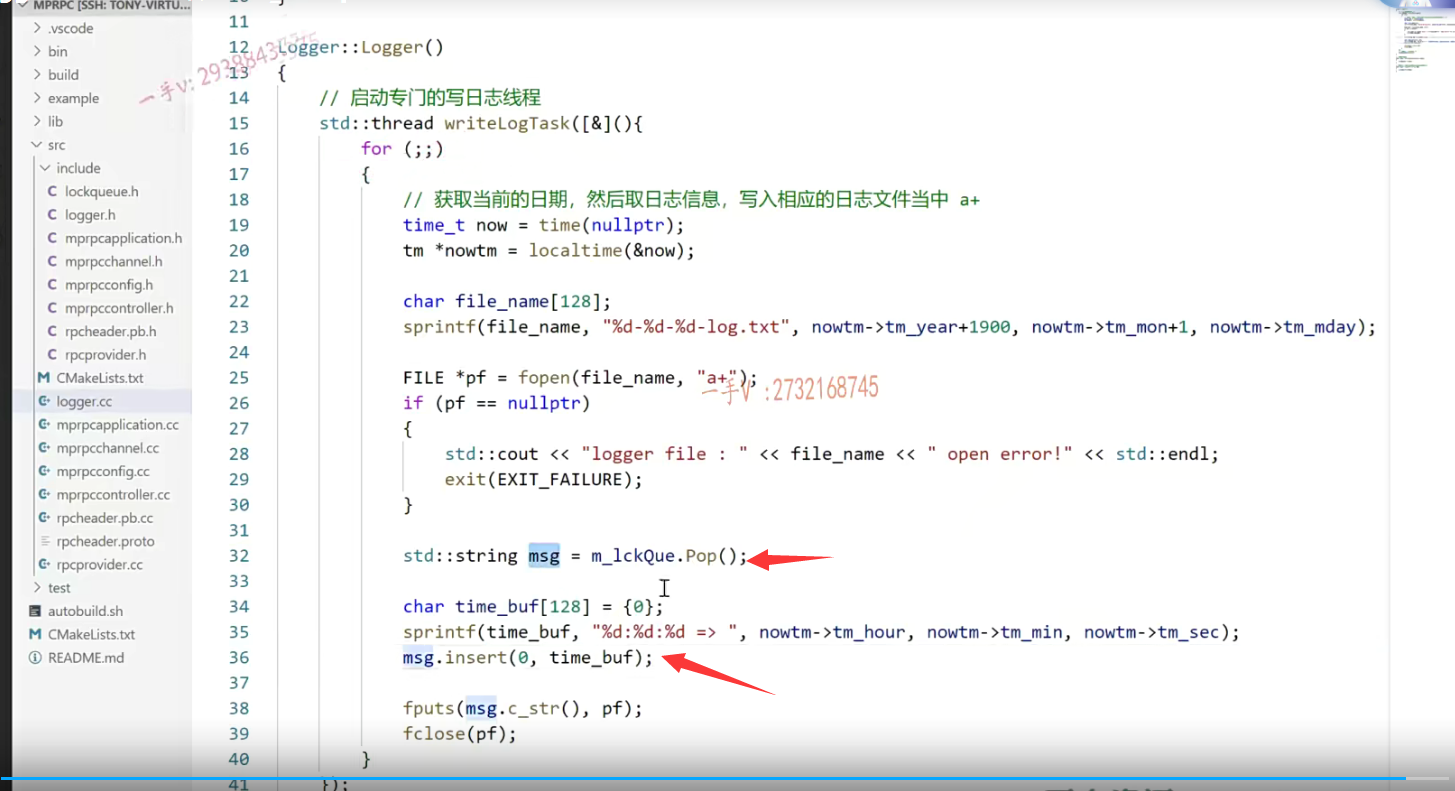 MPRPC [SSH: TONY-VIRTU...
.vscode
bin
build
example
lib
src
include
lockqueue.h
logger.h
mprpcapplication.h
mprpcchannel.h
mprpcconfig.h
mprpccontroller.h
rpcheader.pb.h
rpcprovider.h
CMakeLists.txt
logger.cc
mprpcapplication.cc
mprpcchannel.cc
mprpcconfig.cc
mprpccontroller.cc
rpcheader.pb.cc
rpcheader.proto
rpcprovider.cc
test
autobuild.sh
CMakeLists.txt
README.md
11
12 Logger::Logger()
13 {
14 // 启动专门的写日志线程
15 std::thread writeLogTask([&](){
16 for (;;)
17 {
18 // 获取当前的日期，然后取日志信息，写入相应的日志文件当中 a+
19 time_t now = time(nullptr);
20 tm *nowtm = localtime(&now);
21
22 char file_name[128];
23 sprintf(file_name, "%d-%d-%d-log.txt", nowtm->tm_year+1900, nowtm->tm_mon+1, nowtm->tm_mday);
24
25 FILE *pf = fopen(file_name, "a+");
一手V :2732168745
26 if (pf == nullptr)
27 {
28 std::cout << "logger file : " << file_name << " open error!" << std::endl;
29 exit(EXIT_FAILURE);
30 }
31
32 std::string msg = m_lckQue.Pop();
33
34 char time_buf[128] = {0};
35 sprintf(time_buf, "%d:%d:%d => ", nowtm->tm_hour, nowtm->tm_min, nowtm->tm_sec);
36 msg.insert(0, time_buf);
37
38 fputs(msg.c_str(), pf);
39 fclose(pf);
40 }
41 });
一手V: